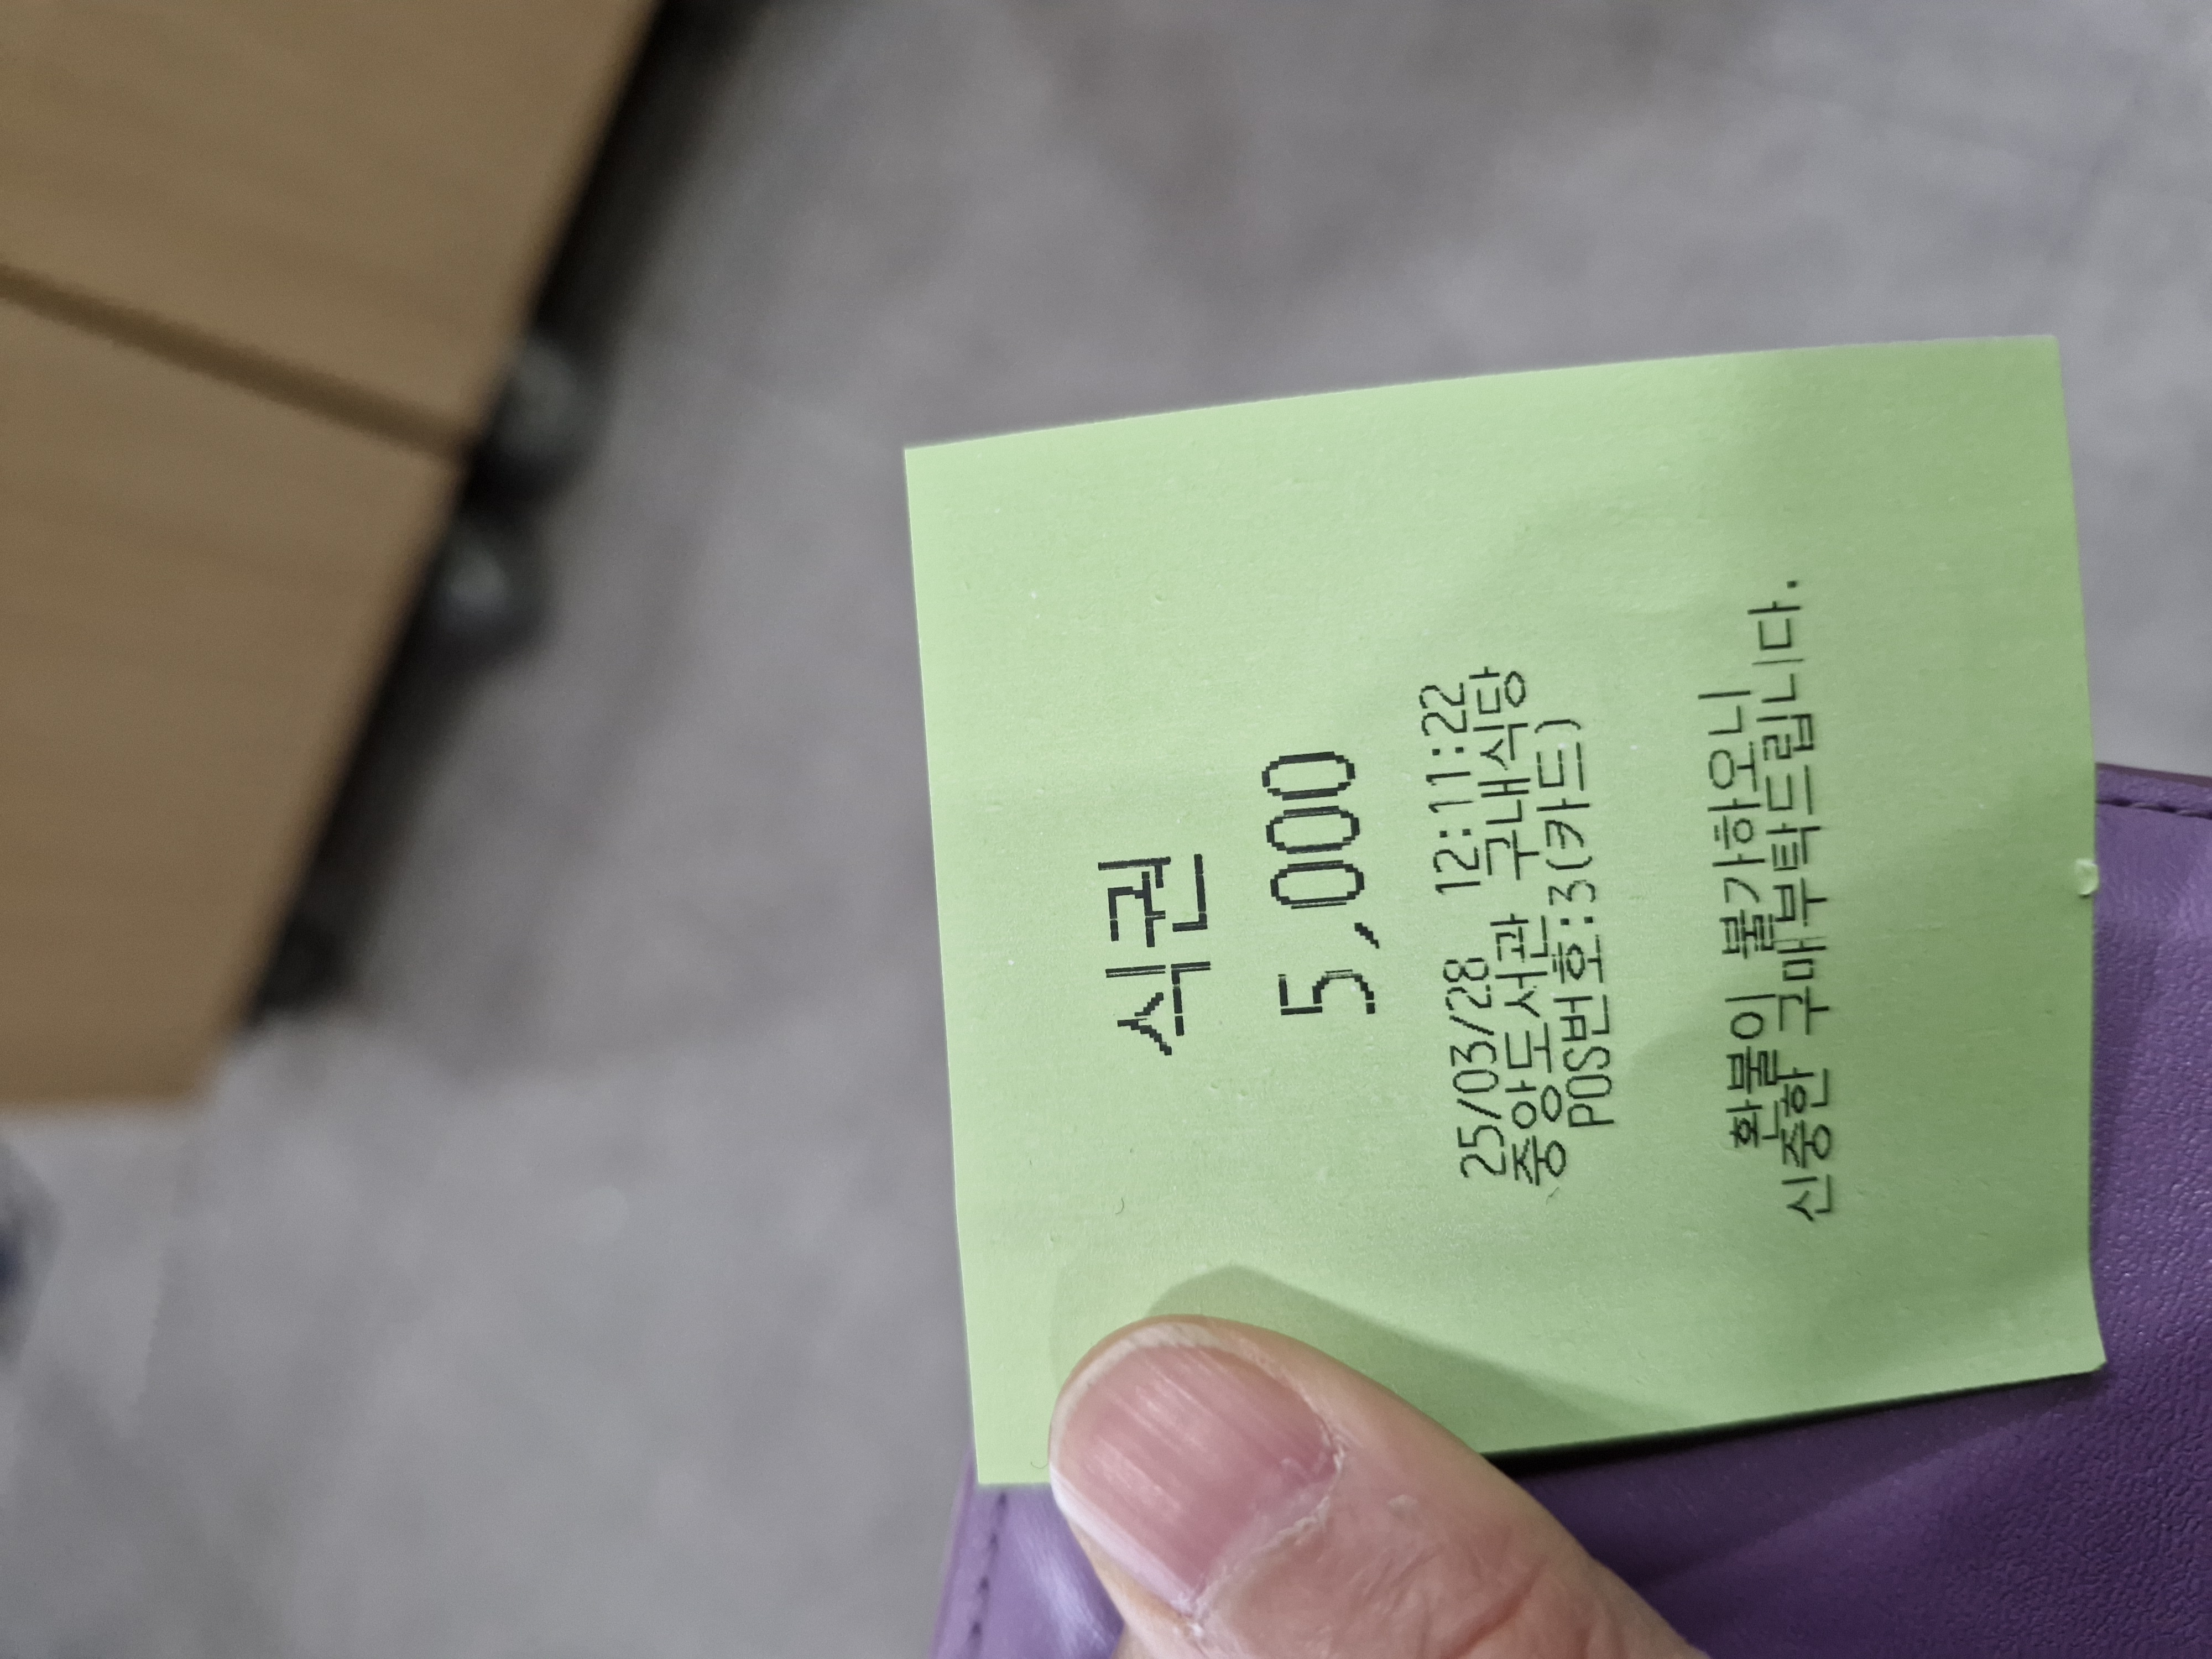 식권
5,000
25/03/28 12:11:22
중앙도서관 구내식당
POS번호:3(카드)
환불이 불가하오니
신중한 구매부탁드립니다.